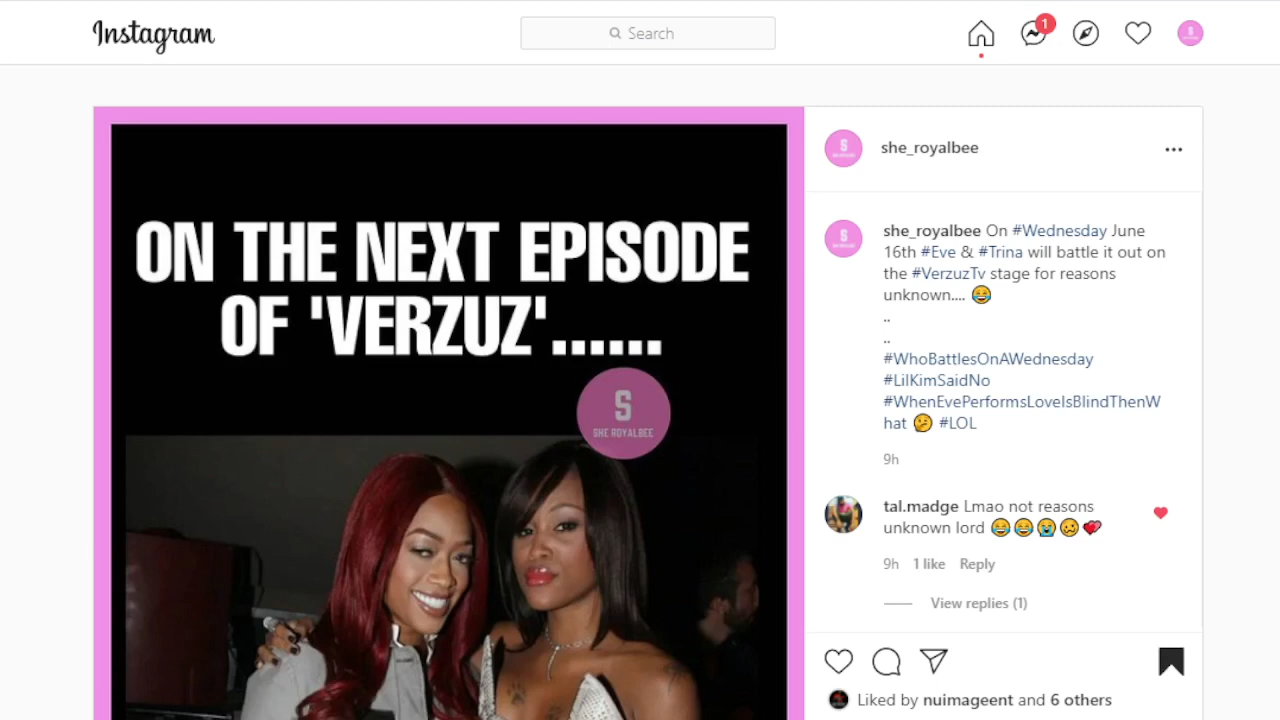 Instagram
Search
1
ON THE NEXT EPISODE
OF 'VERZUZ'......
S
SHE ROYALBEE
she_royalbee
she_royalbee On #Wednesday June
16th #Eve & #Trina will battle it out on
the #VerzuzTv stage for reasons
unknown.... 😂
..
..
#WhoBattlesOnAWednesday
#LilKimSaidNo
#WhenEvePerformsLoveIsBlindThenW
hat 🤔 #LOL
9h
tal.madge Lmao not reasons
unknown lord 😂😂😭🥴💞
9h 1 like Reply
View replies (1)
Liked by nuimageent and 6 others